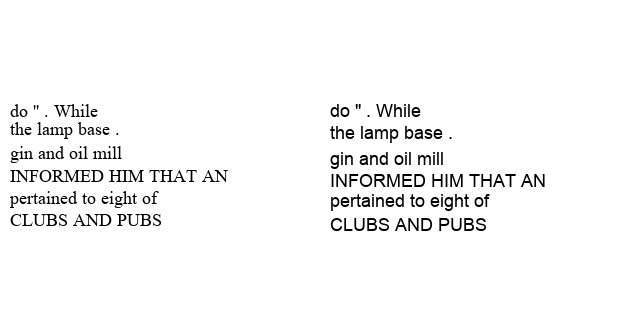 do " . While
the lamp base .
gin and oil mill
INFORMED HIM THAT AN
pertained to eight of
CLUBS AND PUBS
do " . While
the lamp base .
gin and oil mill
INFORMED HIM THAT AN
pertained to eight of
CLUBS AND PUBS